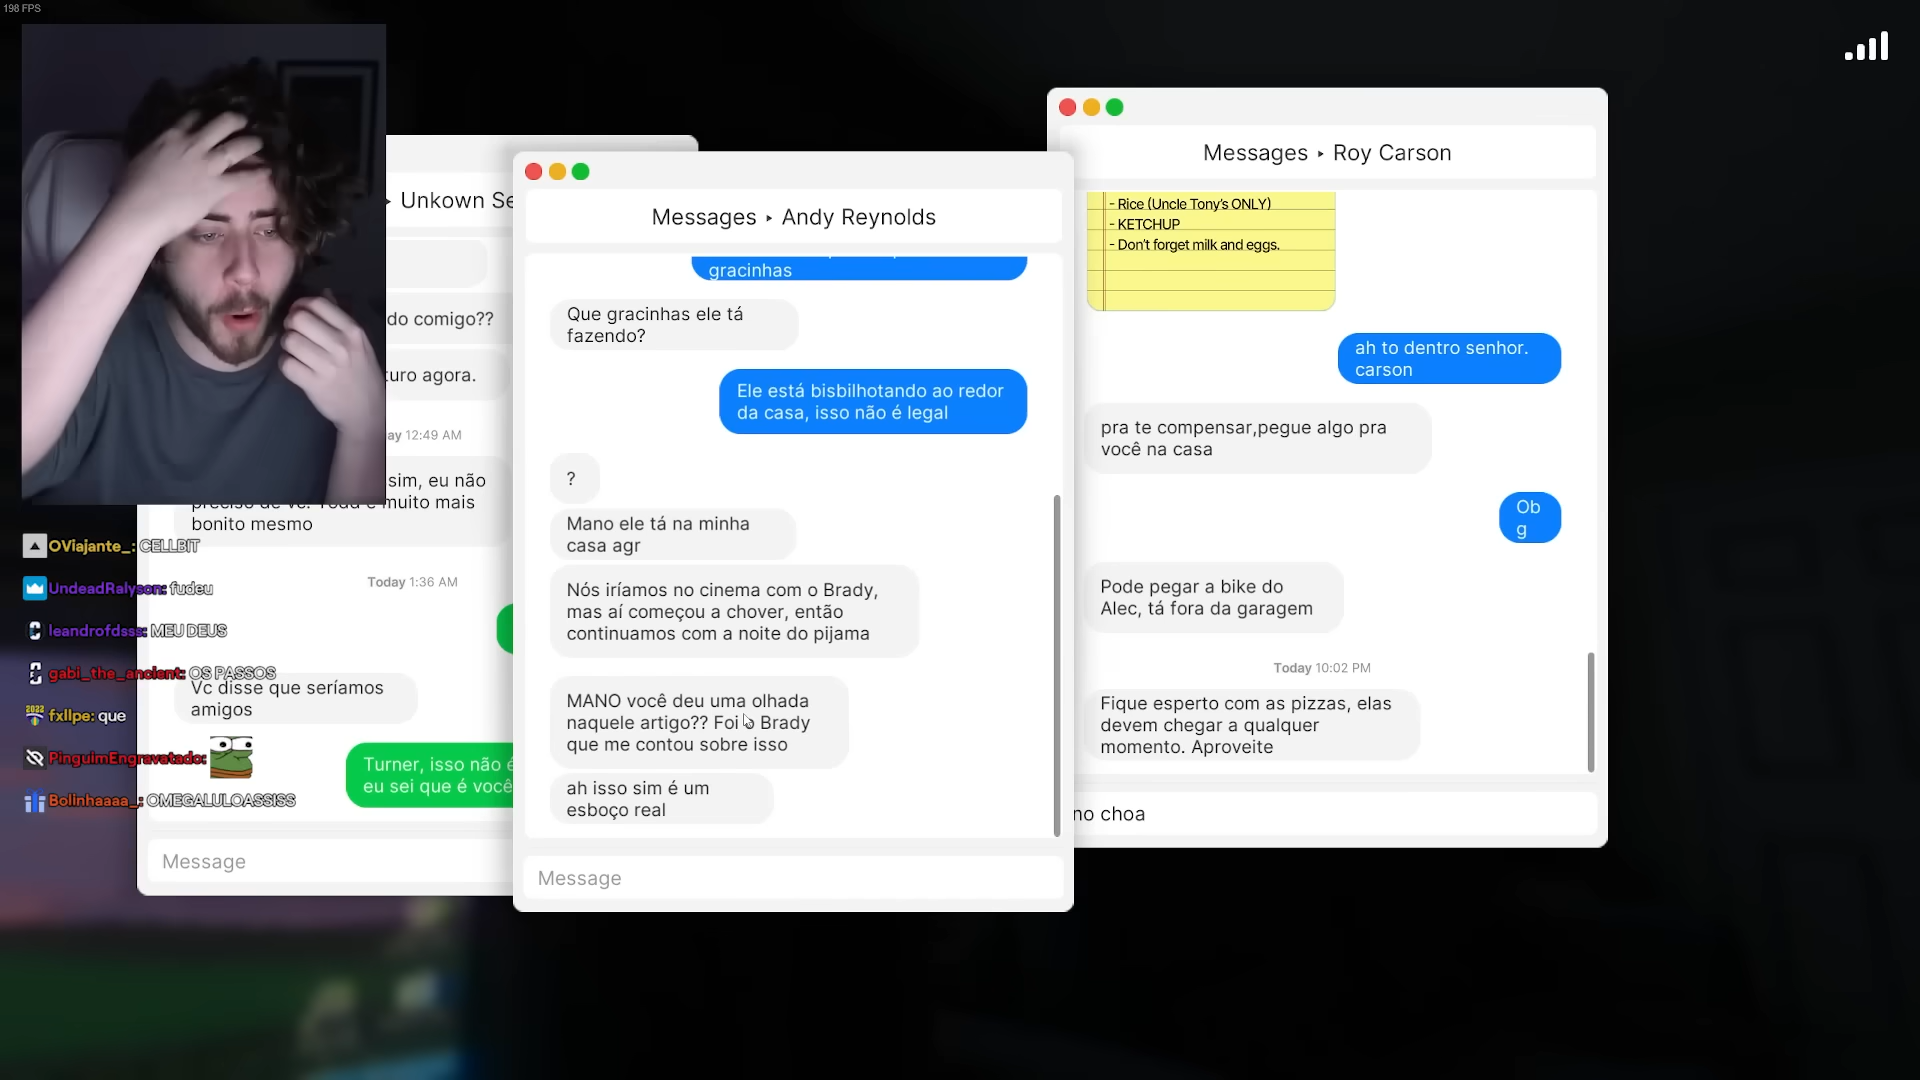 198 FPS
Unkown Se
do comigo??
turo agora.
ay 12:49 AM
sim, eu não
muito mais
bonito mesmo
Today 1:36 AM
Vc disse que seríamos
amigos
Turner, isso não é
eu sei que é você
Message
OViajante_: CELLBIT
UndeadRalyson: fudeu
leandrofdsss: MEU DEUS
gabi_the_ancient: OS PASSOS
fxllpe: que
PinguimEngravatado:
Bolinhaaaa_: OMEGALULOASSISS
Messages ▸ Andy Reynolds
gracinhas
Que gracinhas ele tá
fazendo?
Ele está bisbilhotando ao redor
da casa, isso não é legal
?
Mano ele tá na minha
casa agr
Nós iríamos no cinema com o Brady,
mas aí começou a chover, então
continuamos com a noite do pijama
MANO você deu uma olhada
naquele artigo?? Foi o Brady
que me contou sobre isso
ah isso sim é um
esboço real
Message
Messages ▸ Roy Carson
- Rice (Uncle Tony's ONLY)
- KETCHUP
- Don't forget milk and eggs.
ah to dentro senhor.
carson
pra te compensar,pegue algo pra
você na casa
Ob
g
Pode pegar a bike do
Alec, tá fora da garagem
Today 10:02 PM
Fique esperto com as pizzas, elas
devem chegar a qualquer
momento. Aproveite
no choa